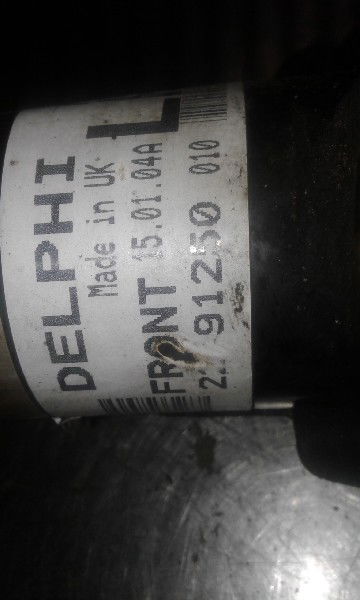 DELPHI
Made in UK
L
FRONT 15.01.04A
91250 010